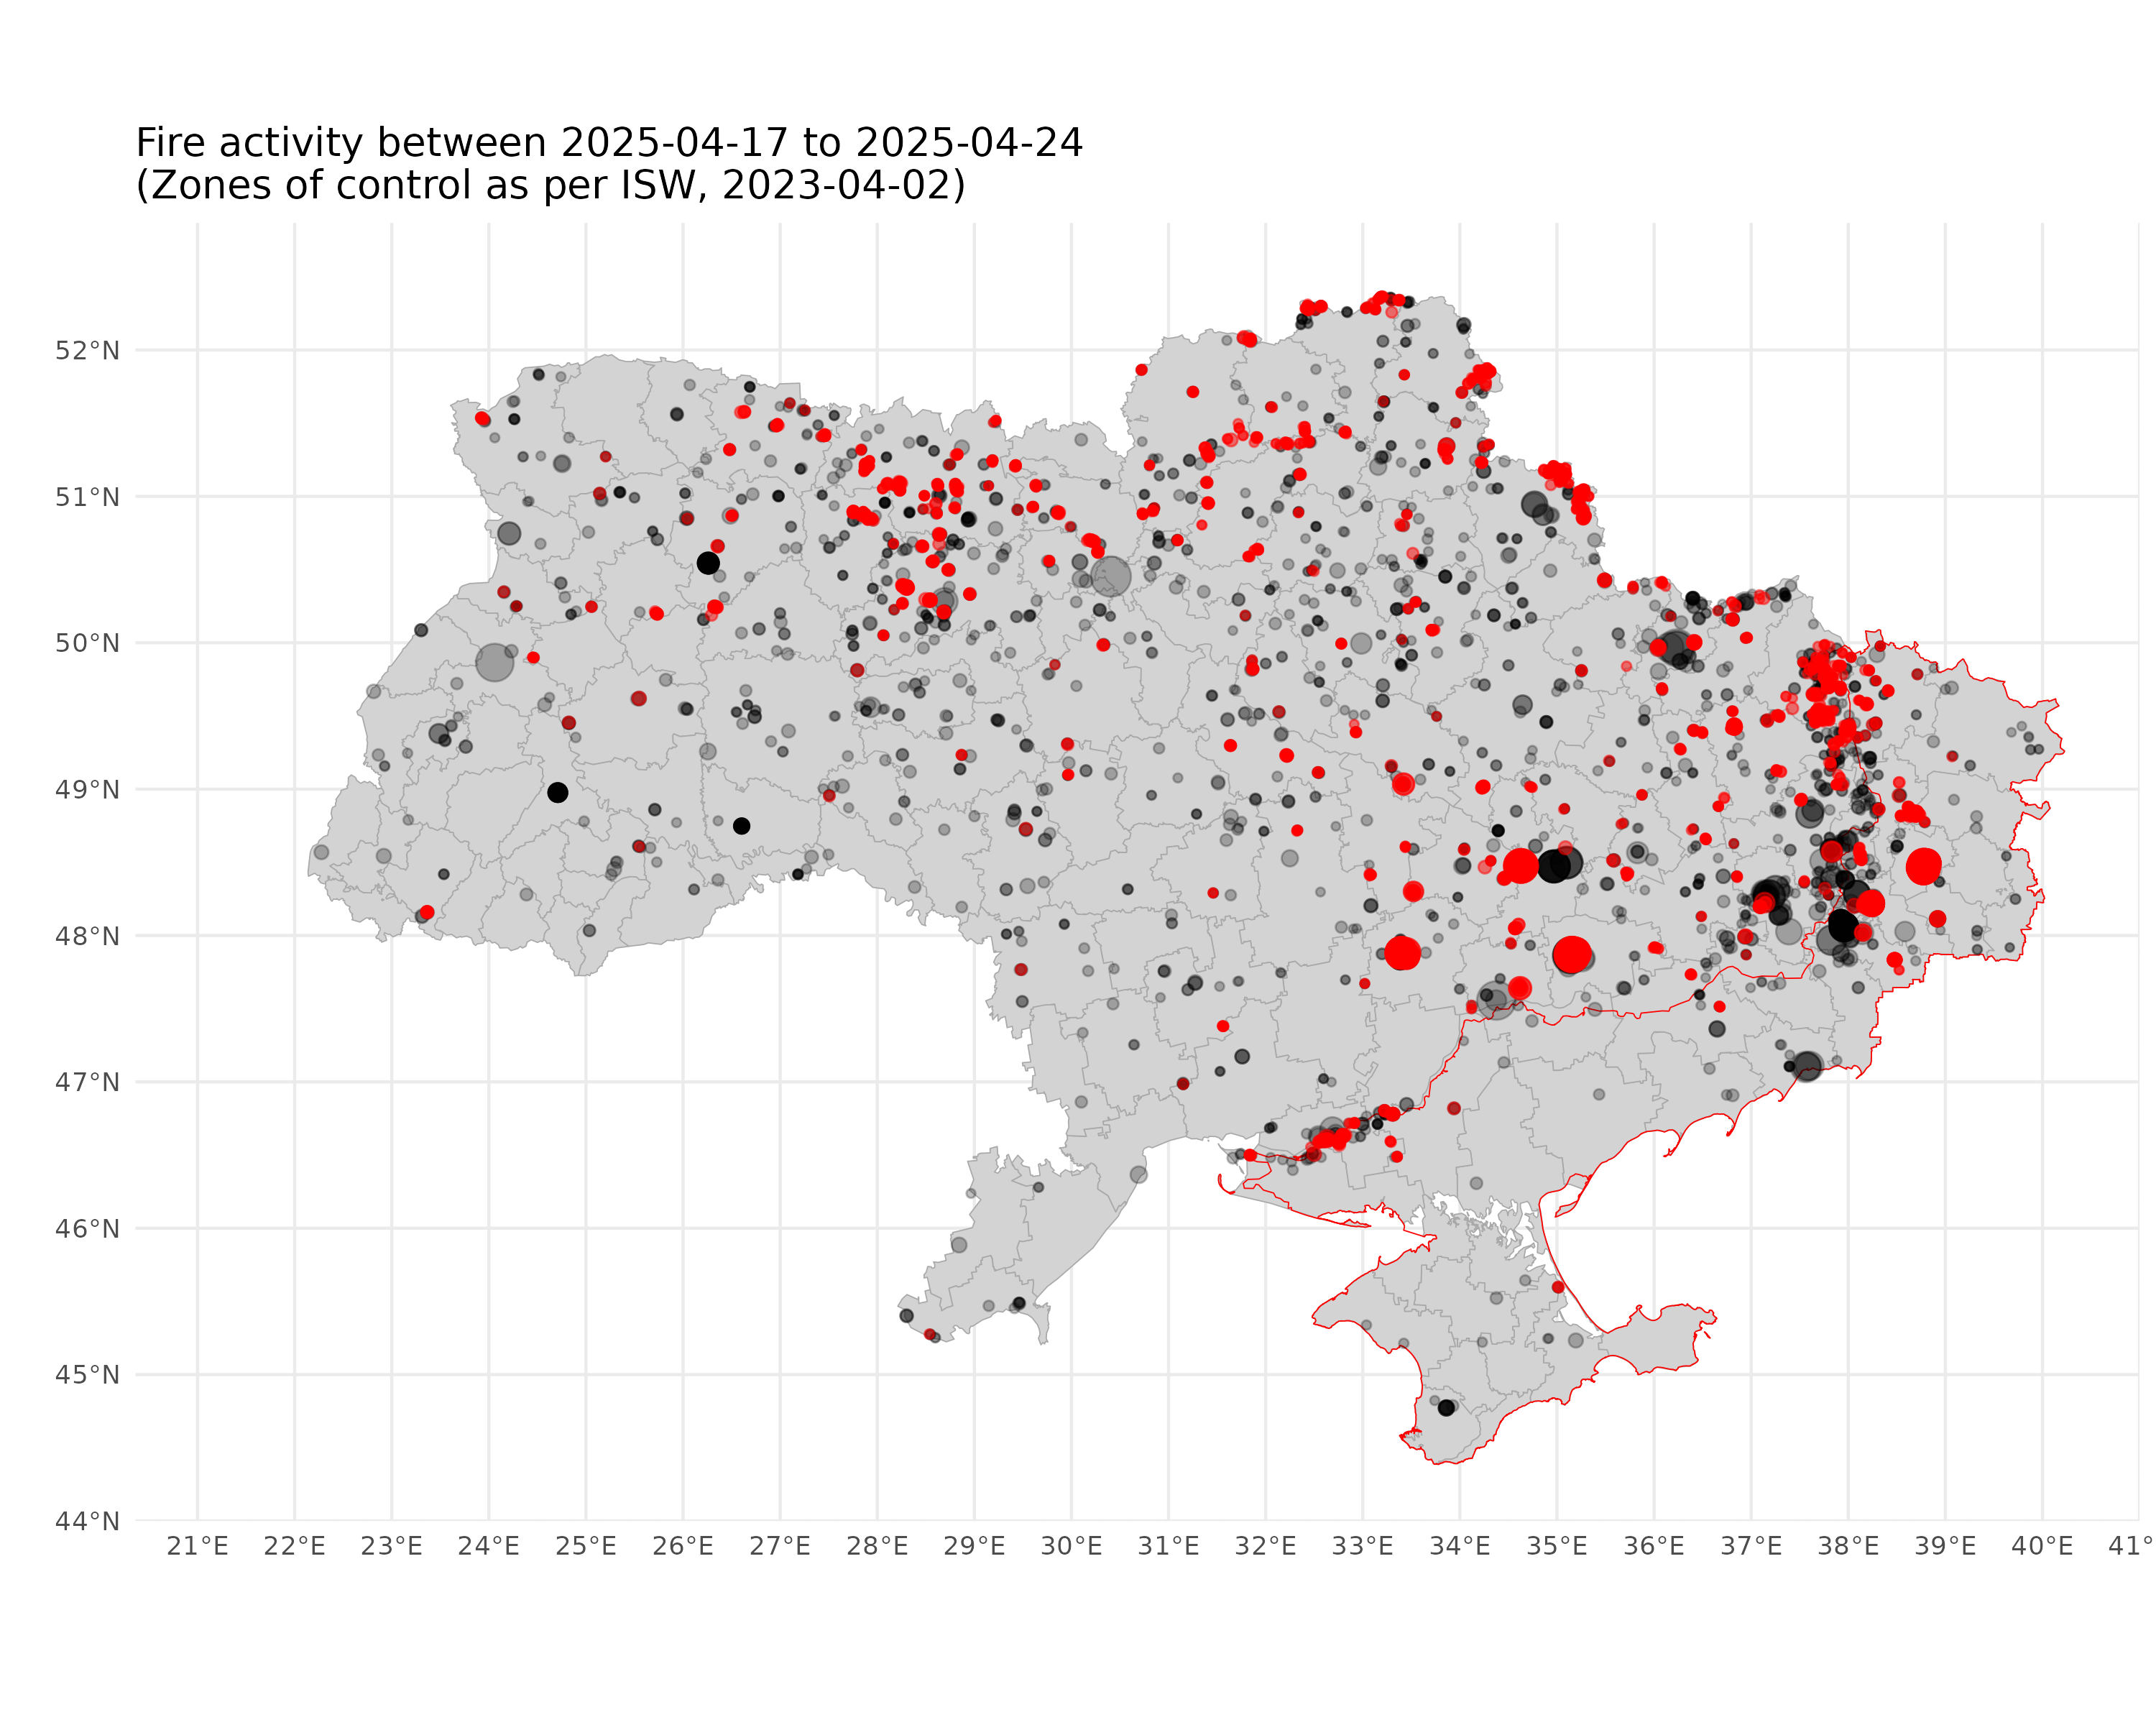 Fire activity between 2025-04-17 to 2025-04-24
(Zones of control as per ISW, 2023-04-02)
52°N
51°N
50°N
49°N
48°N
47°N
46°N
45°N
44°N
21°E 22°E 23°E 24°E 25°E 26°E 27°E 28°E 29°E 30°E 31°E 32°E 33°E 34°E 35°E 36°E 37°E 38°E 39°E 40°E 41°